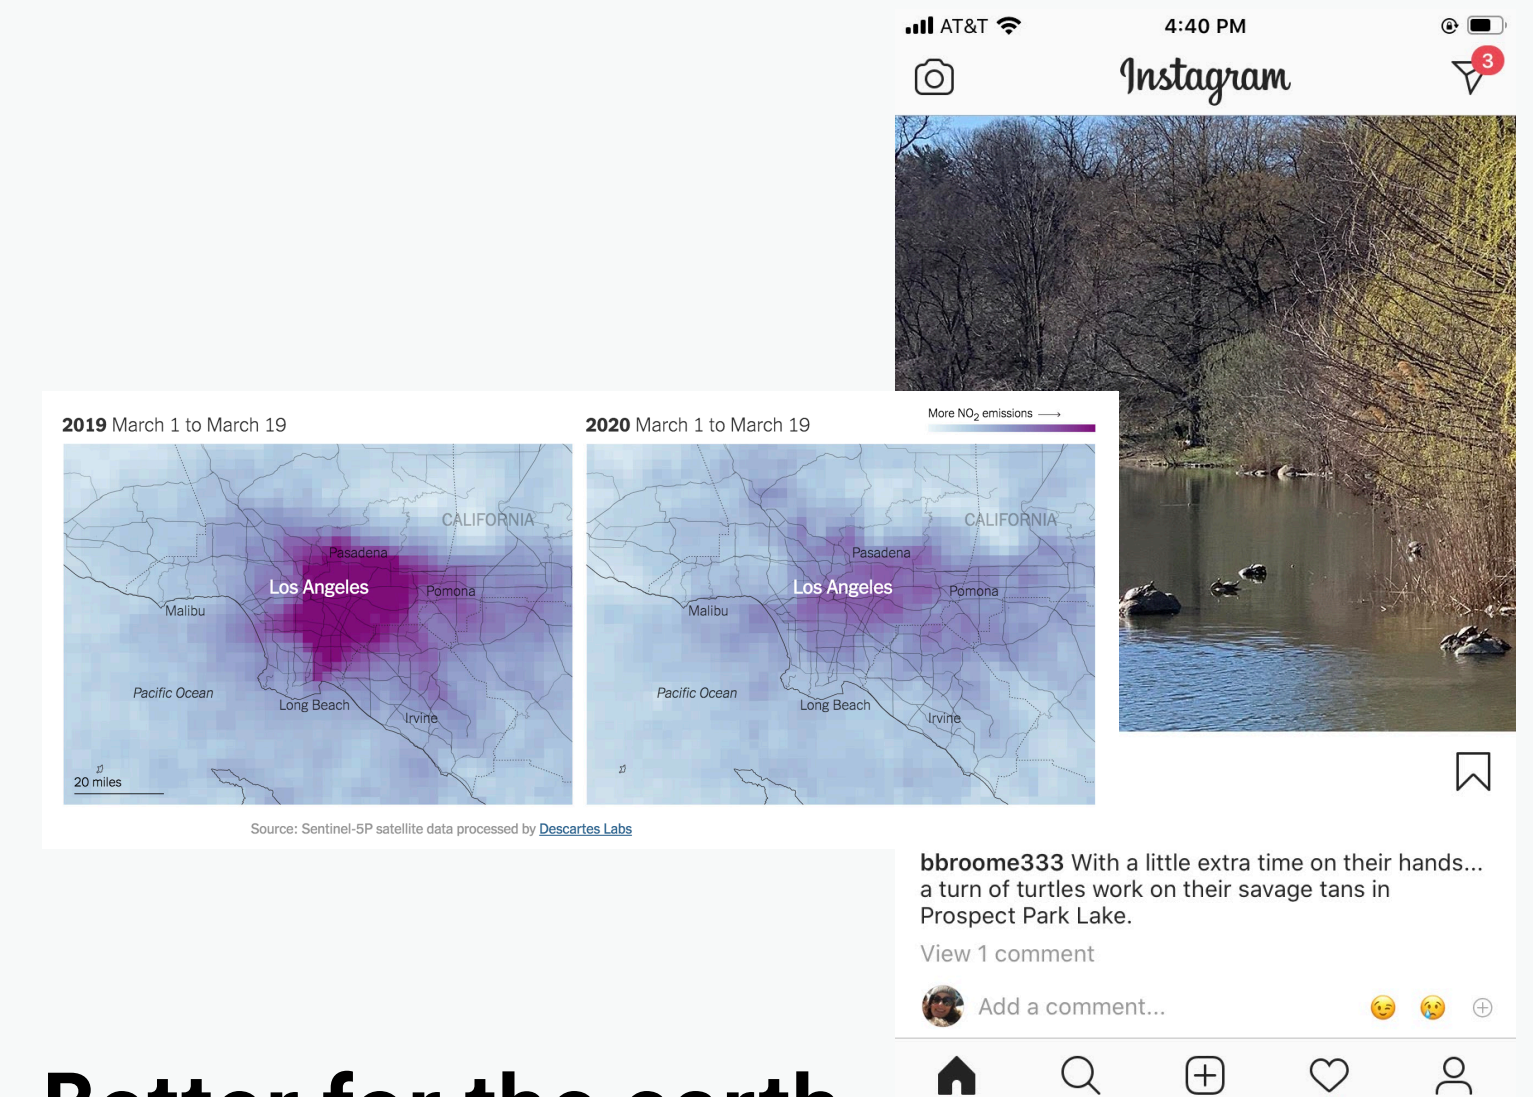 AT&T
4:40 PM
Instagram
3
2019 March 1 to March 19
2020 March 1 to March 19
More NO₂ emissions
CALIFORNIA
Pasadena
Los Angeles
Pomona
Malibu
Pacific Ocean
Long Beach
Irvine
20 miles
CALIFORNIA
Pasadena
Los Angeles
Pomona
Malibu
Pacific Ocean
Long Beach
Irvine
Source: Sentinel-5P satellite data processed by Descartes Labs
bbroome333 With a little extra time on their hands...
a turn of turtles work on their savage tans in
Prospect Park Lake.
View 1 comment
Add a comment...
Better for the earth